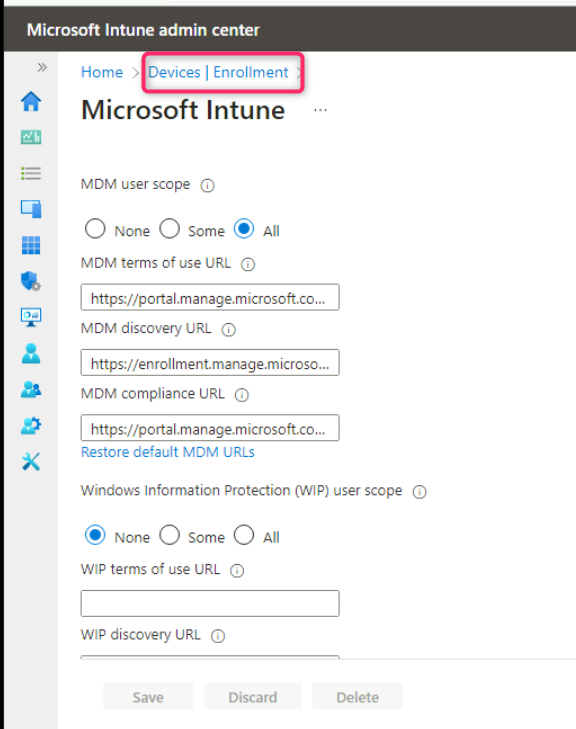 Microsoft Intune admin center
Home > Devices | Enrollment >
Microsoft Intune ...
MDM user scope
None Some All
MDM terms of use URL
https://portal.manage.microsoft.co...
MDM discovery URL
https://enrollment.manage.microso...
MDM compliance URL
https://portal.manage.microsoft.co...
Restore default MDM URLs
Windows Information Protection (WIP) user scope
None Some All
WIP terms of use URL
WIP discovery URL
Save Discard Delete